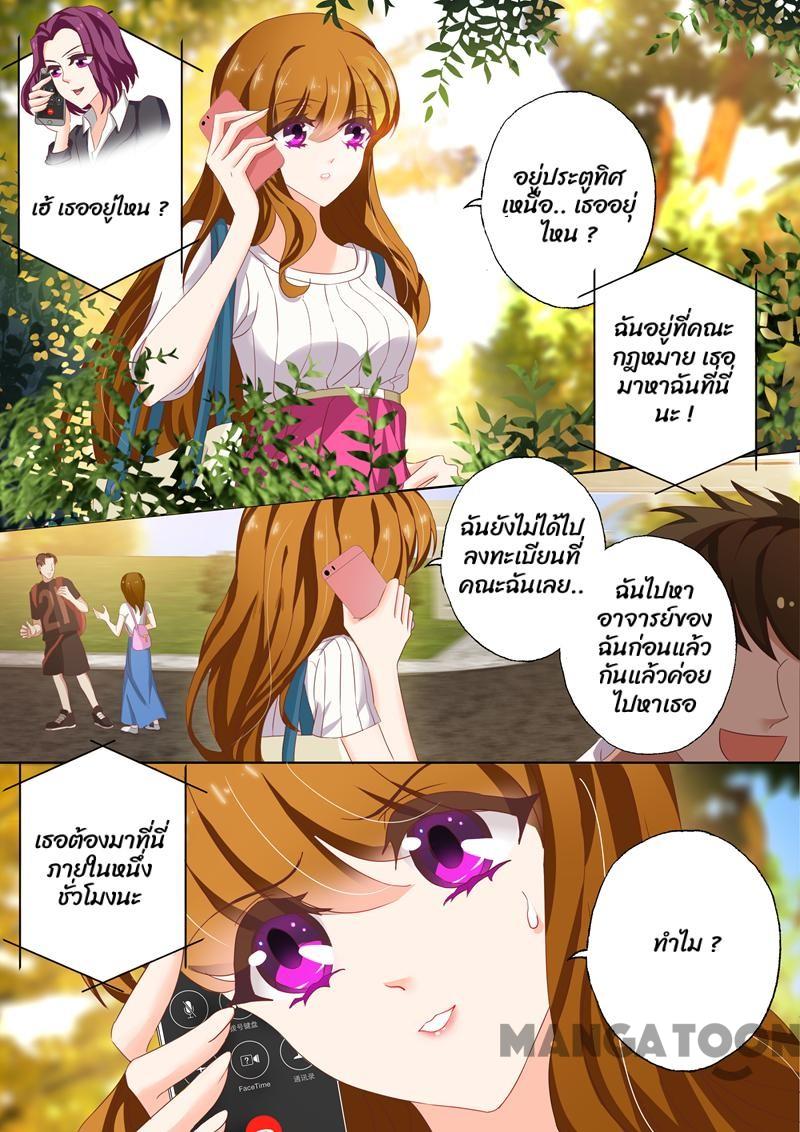 เฮ้ เธออยู่ไหน ?
อยู่ประตูทิศ
เหนือ.. เธออยุ่
ไหน ?
ฉันอยู่ที่คณะ
กฎหมาย เธอ
มาหาฉันที่นี่
นะ !
ฉันยังไม่ได้ไป
ลงทะเบียนที่
คณะฉันเลย..
ฉันไปหา
อาจารย์ของ
ฉันก่อนแล้ว
กันแล้วค่อย
ไปหาเธอ
21
เธอต้องมาที่นี่
ภายในหนึ่ง
ชั่วโมงนะ
ทำไม ?
拨号键盘
FaceTime
通讯录
MANGATOON